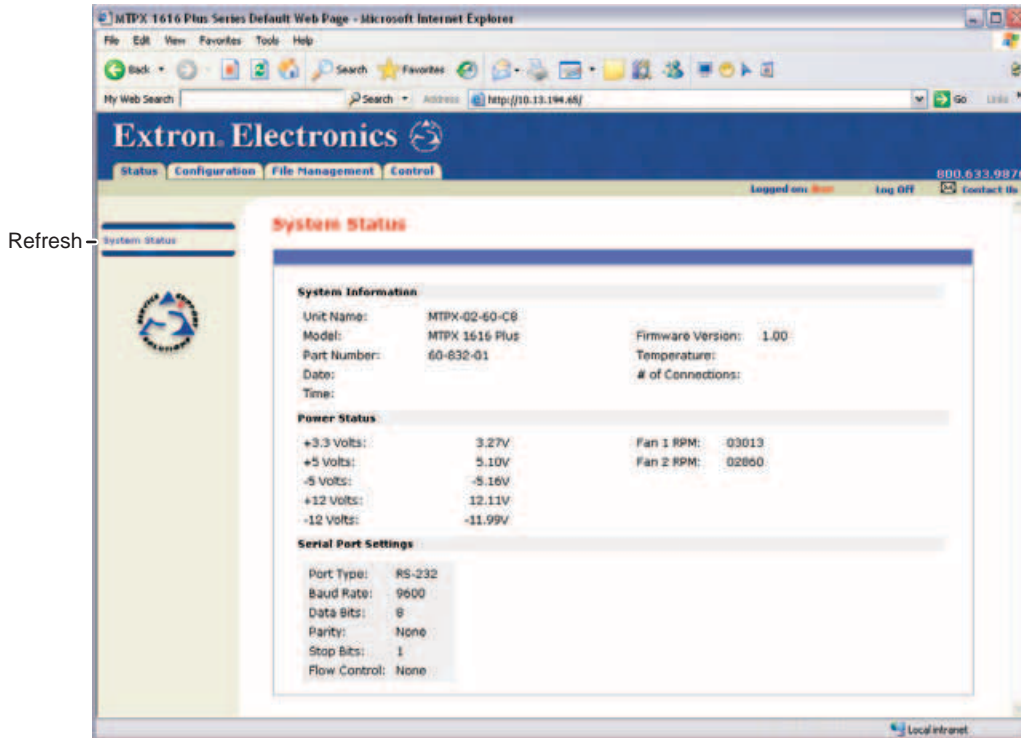 MTPX 1616 Plus Series Default Web Page - Microsoft Internet Explorer
File Edit View Favorites Tools Help
Back Search Favorites
My Web Search Search Address http://10.13.194.65/ Go Links
Extron. Electronics
Status Configuration File Management Control
800.633.987
Logged on: Log Off Contact Us
Refresh
System Status
System Status
System Information
Unit Name: MTPX-02-60-C8
Model: MTPX 1616 Plus Firmware Version: 1.00
Part Number: 60-832-01 Temperature:
Date: # of Connections:
Time:
Power Status
+3.3 Volts: 3.27V Fan 1 RPM: 03013
+5 Volts: 5.10V Fan 2 RPM: 02860
-5 Volts: -5.16V
+12 Volts: 12.11V
-12 Volts: -11.99V
Serial Port Settings
Port Type: RS-232
Baud Rate: 9600
Data Bits: 8
Parity: None
Stop Bits: 1
Flow Control: None
Local intranet